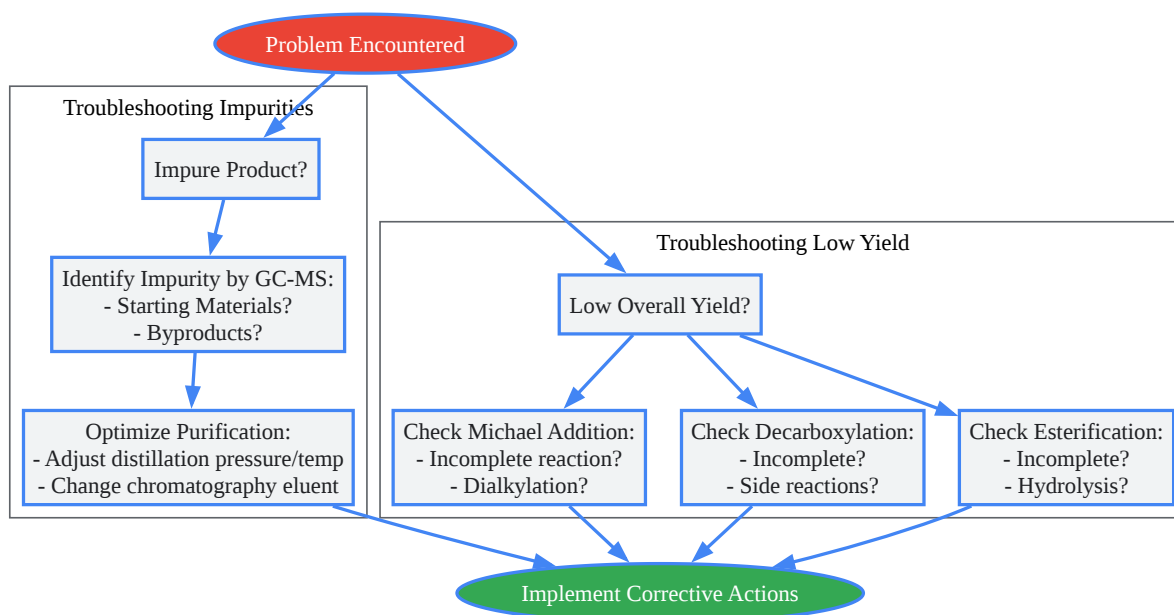 Problem Encountered
Troubleshooting Impurities
Impure Product?
Identify Impurity by GC-MS:
- Starting Materials?
- Byproducts?
Optimize Purification:
- Adjust distillation pressure/temp
- Change chromatography eluent
Troubleshooting Low Yield
Low Overall Yield?
Check Michael Addition:
- Incomplete reaction?
- Dialkylation?
Check Decarboxylation:
- Incomplete?
- Side reactions?
Check Esterification:
- Incomplete?
- Hydrolysis?
Implement Corrective Actions